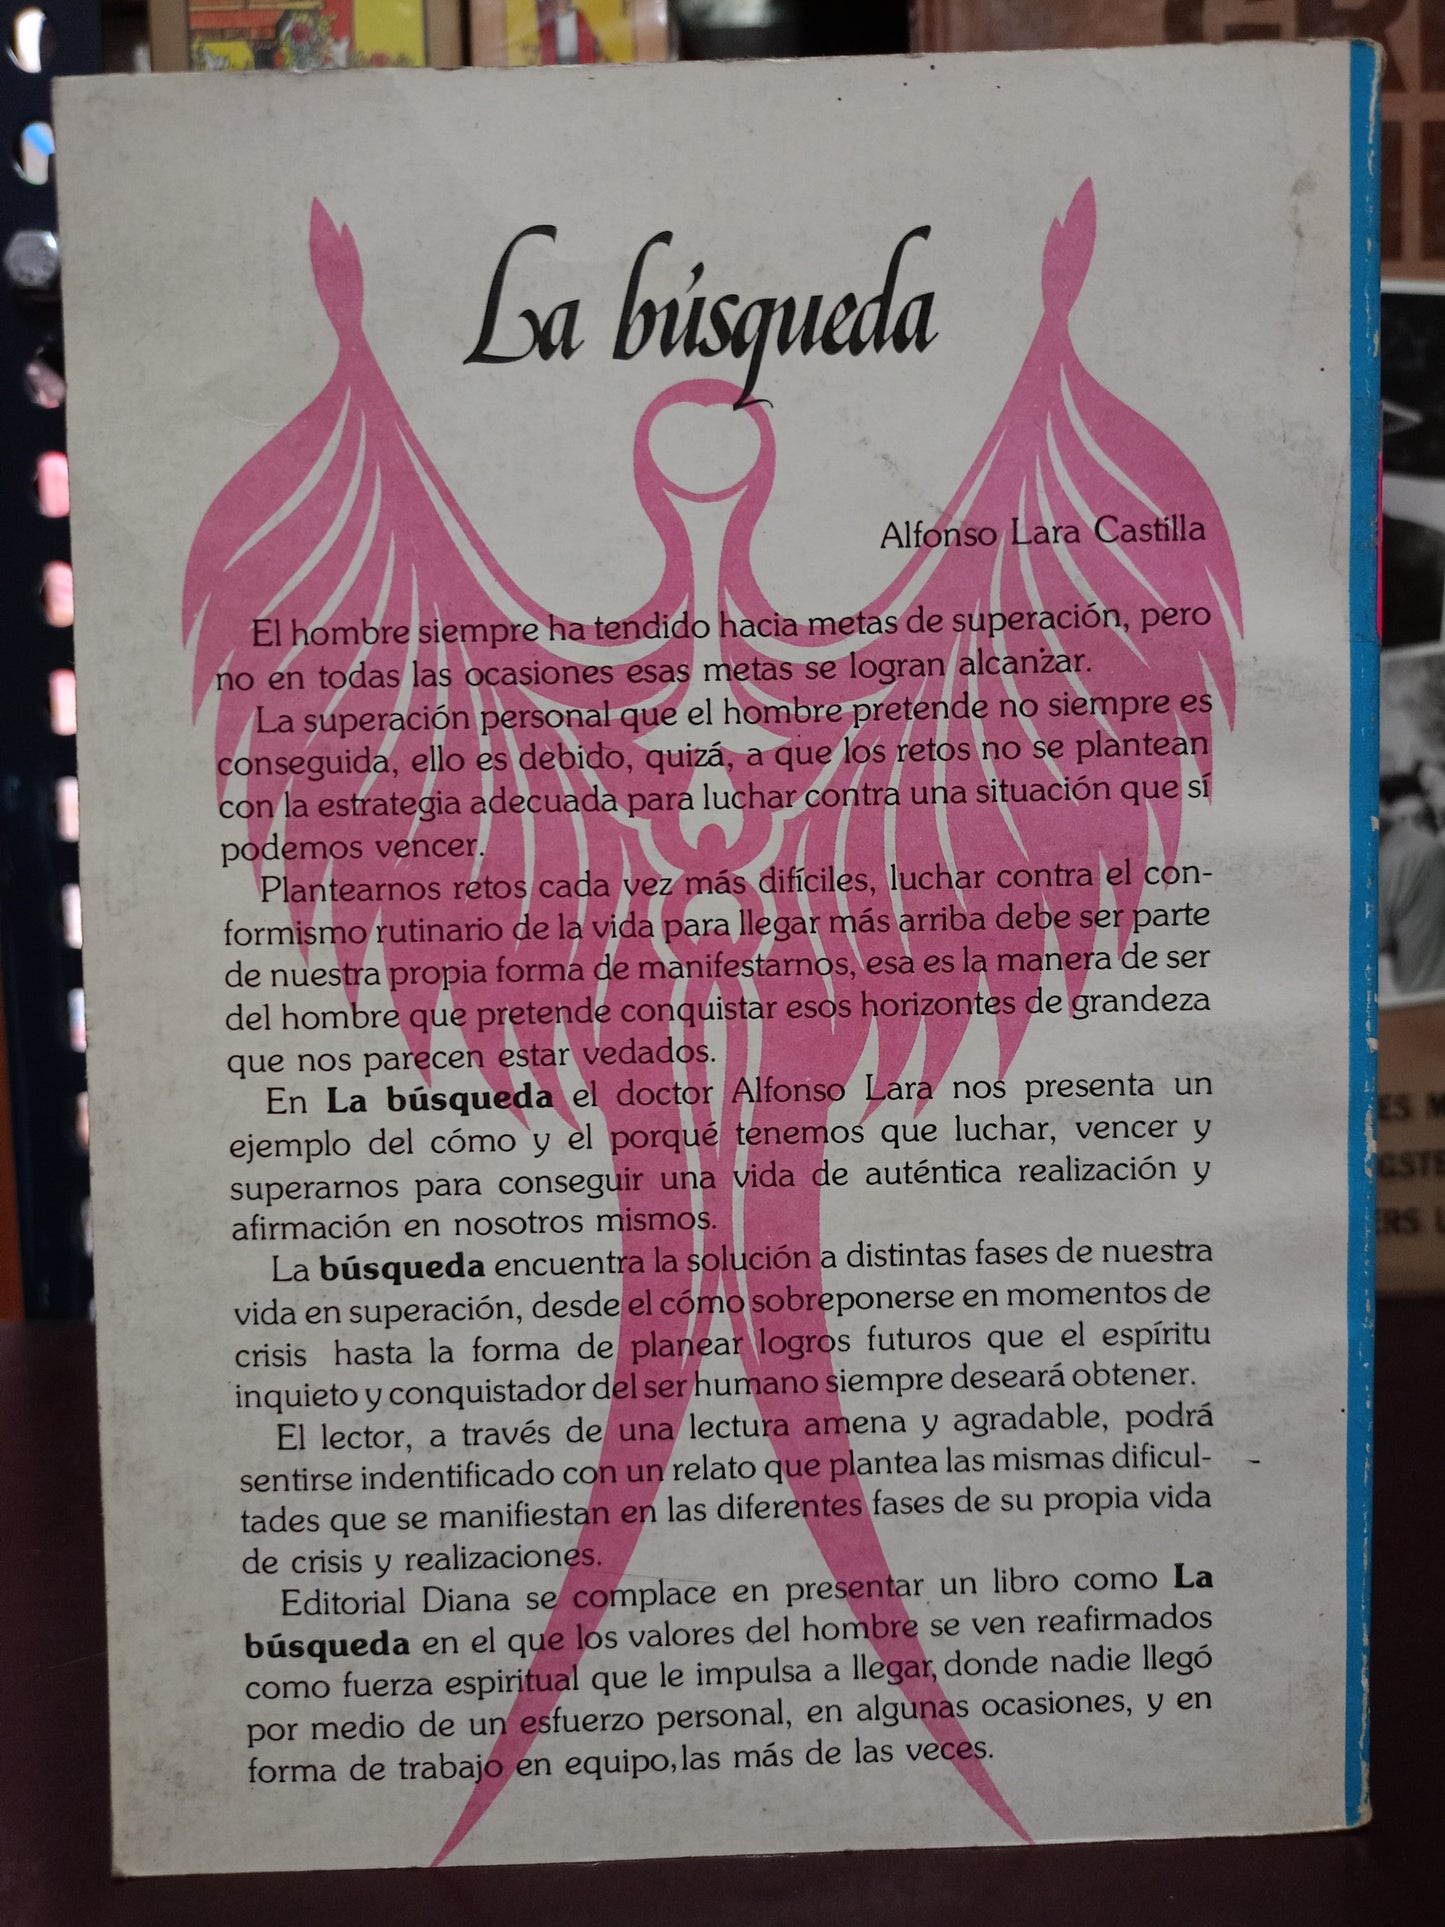 La búsqueda
Alfonso Lara Castilla
El hombre siempre ha tendido hacia metas de superación, pero
no en todas las ocasiones esas metas se logran alcanzar.
La superación personal que el hombre pretende no siempre es
conseguida, ello es debido, quizá, a que los retos no se plantean
con la estrategia adecuada para luchar contra una situación que sí
podemos vencer.
Plantearnos retos cada vez más difíciles, luchar contra el con-
formismo rutinario de la vida para llegar más arriba debe ser parte
de nuestra propia forma de manifestarnos, esa es la manera de ser
del hombre que pretende conquistar esos horizontes de grandeza
que nos parecen estar vedados.
En La búsqueda el doctor Alfonso Lara nos presenta un
ejemplo del cómo y el porqué tenemos que luchar, vencer y
superarnos para conseguir una vida de auténtica realización y
afirmación en nosotros mismos.
La búsqueda encuentra la solución a distintas fases de nuestra
vida en superación, desde el cómo sobreponerse en momentos de
crisis hasta la forma de planear logros futuros que el espíritu
inquieto y conquistador del ser humano siempre deseará obtener.
El lector, a través de una lectura amena y agradable, podrá
sentirse indentificado con un relato que plantea las mismas dificul-
tades que se manifiestan en las diferentes fases de su propia vida
de crisis y realizaciones.
Editorial Diana se complace en presentar un libro como La
búsqueda en el que los valores del hombre se ven reafirmados
como fuerza espiritual que le impulsa a llegar, donde nadie llegó
por medio de un esfuerzo personal, en algunas ocasiones, y en
forma de trabajo en equipo, las más de las veces.